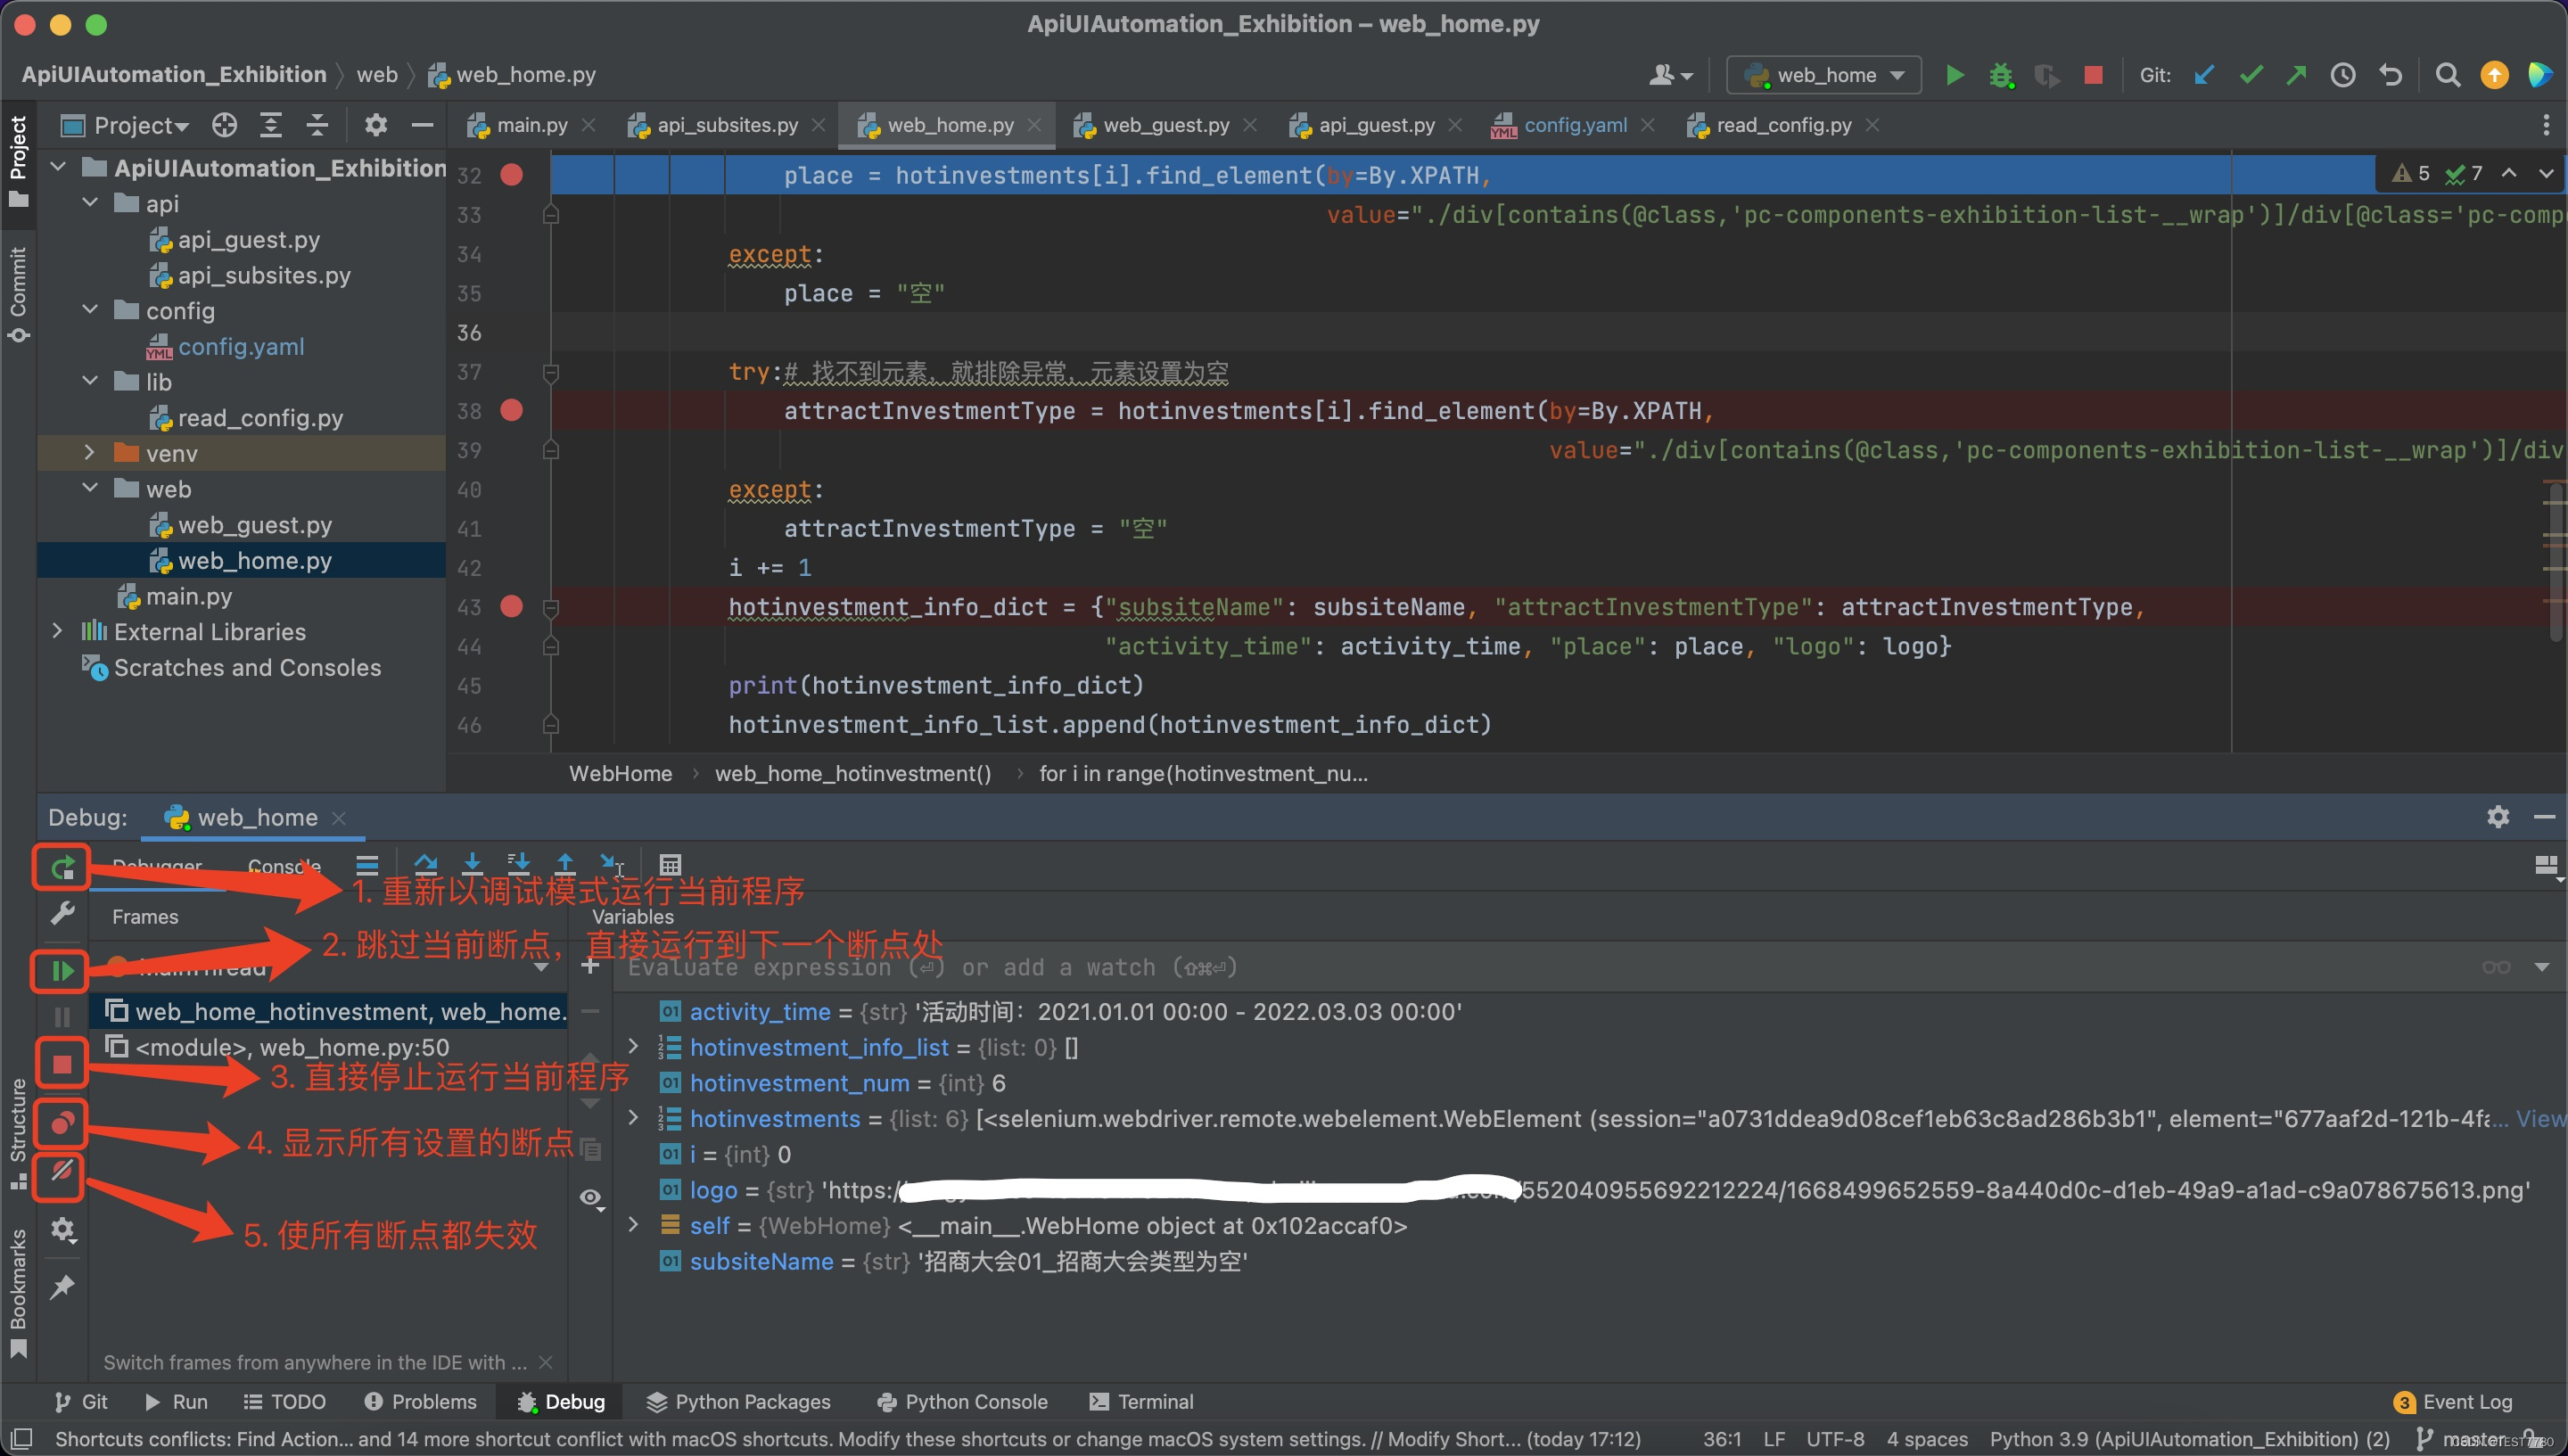 ApiUIAutomation_Exhibition – web_home.py
ApiUIAutomation_Exhibition web web_home.py
web_home Git:
Project
main.py api_subsites.py web_home.py web_guest.py api_guest.py config.yaml read_config.py
Project
Commit
Structure
Bookmarks
ApiUIAutomation_Exhibition
api
api_guest.py
api_subsites.py
config
config.yaml
lib
read_config.py
venv
web
web_guest.py
web_home.py
main.py
External Libraries
Scratches and Consoles
5 7
32 place = hotinvestments[i].find_element(by=By.XPATH,
33 value="./div[contains(@class,'pc-components-exhibition-list-__wrap')]/div[@class='pc-comp
34 except:
35 place = "空"
36
37 try:# 找不到元素，就排除异常，元素设置为空
38 attractInvestmentType = hotinvestments[i].find_element(by=By.XPATH,
39 value="./div[contains(@class,'pc-components-exhibition-list-__wrap')]/div
40 except:
41 attractInvestmentType = "空"
42 i += 1
43 hotinvestment_info_dict = {"subsiteName": subsiteName, "attractInvestmentType": attractInvestmentType,
44 "activity_time": activity_time, "place": place, "logo": logo}
45 print(hotinvestment_info_dict)
46 hotinvestment_info_list.append(hotinvestment_info_dict)
WebHome web_home_hotinvestment() for i in range(hotinvestment_nu...
Debug: web_home
Debugger Console
1. 重新以调试模式运行当前程序
Frames Variables
2. 跳过当前断点，直接运行到下一个断点处
MainThread
Evaluate expression (⏎) or add a watch (⇧⌘⏎)
web_home_hotinvestment, web_home.
<module>, web_home.py:50
3. 直接停止运行当前程序
4. 显示所有设置的断点
5. 使所有断点都失效
activity_time = {str} '活动时间：2021.01.01 00:00 - 2022.03.03 00:00'
hotinvestment_info_list = {list: 0} []
hotinvestment_num = {int} 6
hotinvestments = {list: 6} [<selenium.webdriver.remote.webelement.WebElement (session="a0731ddea9d08cef1eb63c8ad286b3b1", element="677aaf2d-121b-4fa... View
i = {int} 0
logo = {str} 'https:/ /552040955692212224/1668499652559-8a440d0c-d1eb-49a9-a1ad-c9a078675613.png'
self = {WebHome} <__main__.WebHome object at 0x102accaf0>
subsiteName = {str} '招商大会01_招商大会类型为空'
Switch frames from anywhere in the IDE with ...
Git Run TODO Problems Debug Python Packages Python Console Terminal 3 Event Log
Shortcuts conflicts: Find Action... and 14 more shortcut conflict with macOS shortcuts. Modify these shortcuts or change macOS system settings. // Modify Short... (today 17:12) 36:1 LF UTF-8 4 spaces Python 3.9 (ApiUIAutomation_Exhibition) (2) master